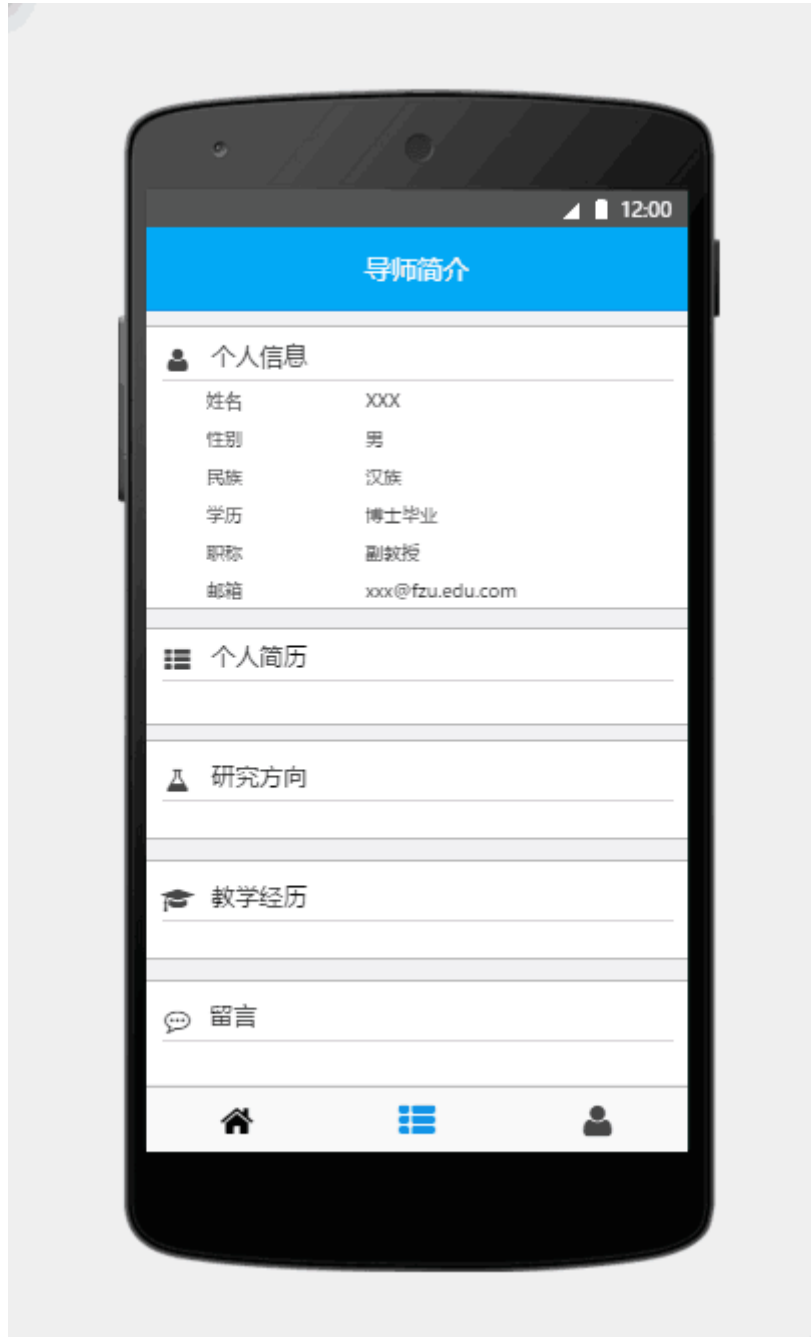 12:00
导师简介
个人信息
姓名 XXX
性别 男
民族 汉族
学历 博士毕业
职称 副教授
邮箱 xxx@fzu.edu.com
个人简历
研究方向
教学经历
留言